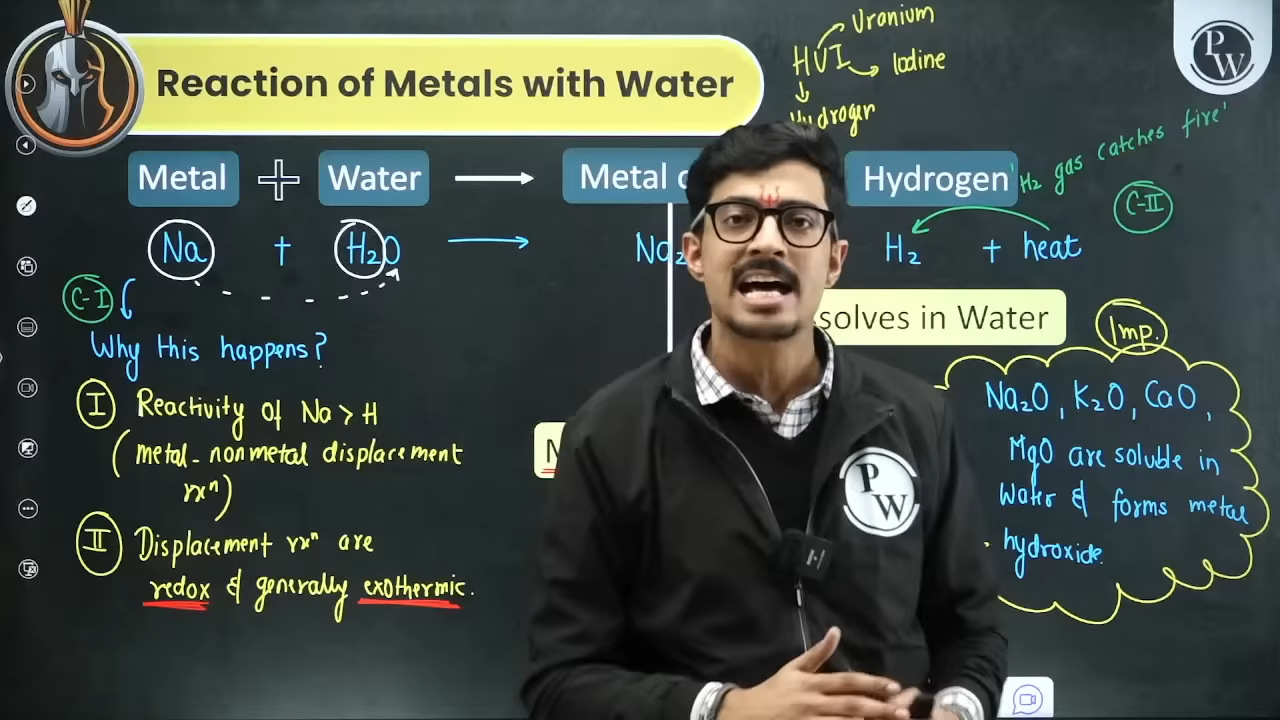 Uranium
HUI
Iodine
Hydrogen
PW
Reaction of Metals with Water
H₂ gas catches fire'
Metal + Water → Metal Hydrogen
C-II
Na + H₂O → Na₂ H₂ + heat
C-I
Why this happens?
solves in Water
Imp.
I Reactivity of Na > H
(metal-nonmetal displacement
rxⁿ)
II Displacement rxⁿ are
redox & generally exothermic.
N
Na₂O, K₂O, CaO,
MgO are soluble in
water & forms metal
hydroxide.
PW